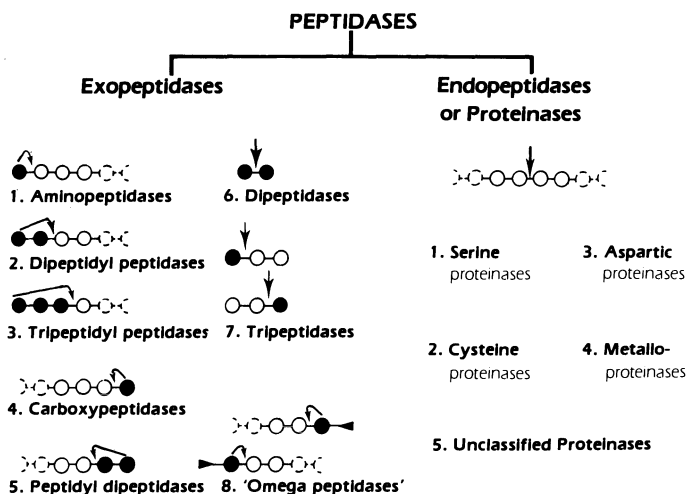 PEPTIDASES
Exopeptidases
1. Aminopeptidases
2. Dipeptidyl peptidases
3. Tripeptidyl peptidases
4. Carboxypeptidases
5. Peptidyl dipeptidases
6. Dipeptidases
7. Tripeptidases
8. 'Omega peptidases'
Endopeptidases
or Proteinases
1. Serine
proteinases
2. Cysteine
proteinases
3. Aspartic
proteinases
4. Metallo-
proteinases
5. Unclassified Proteinases